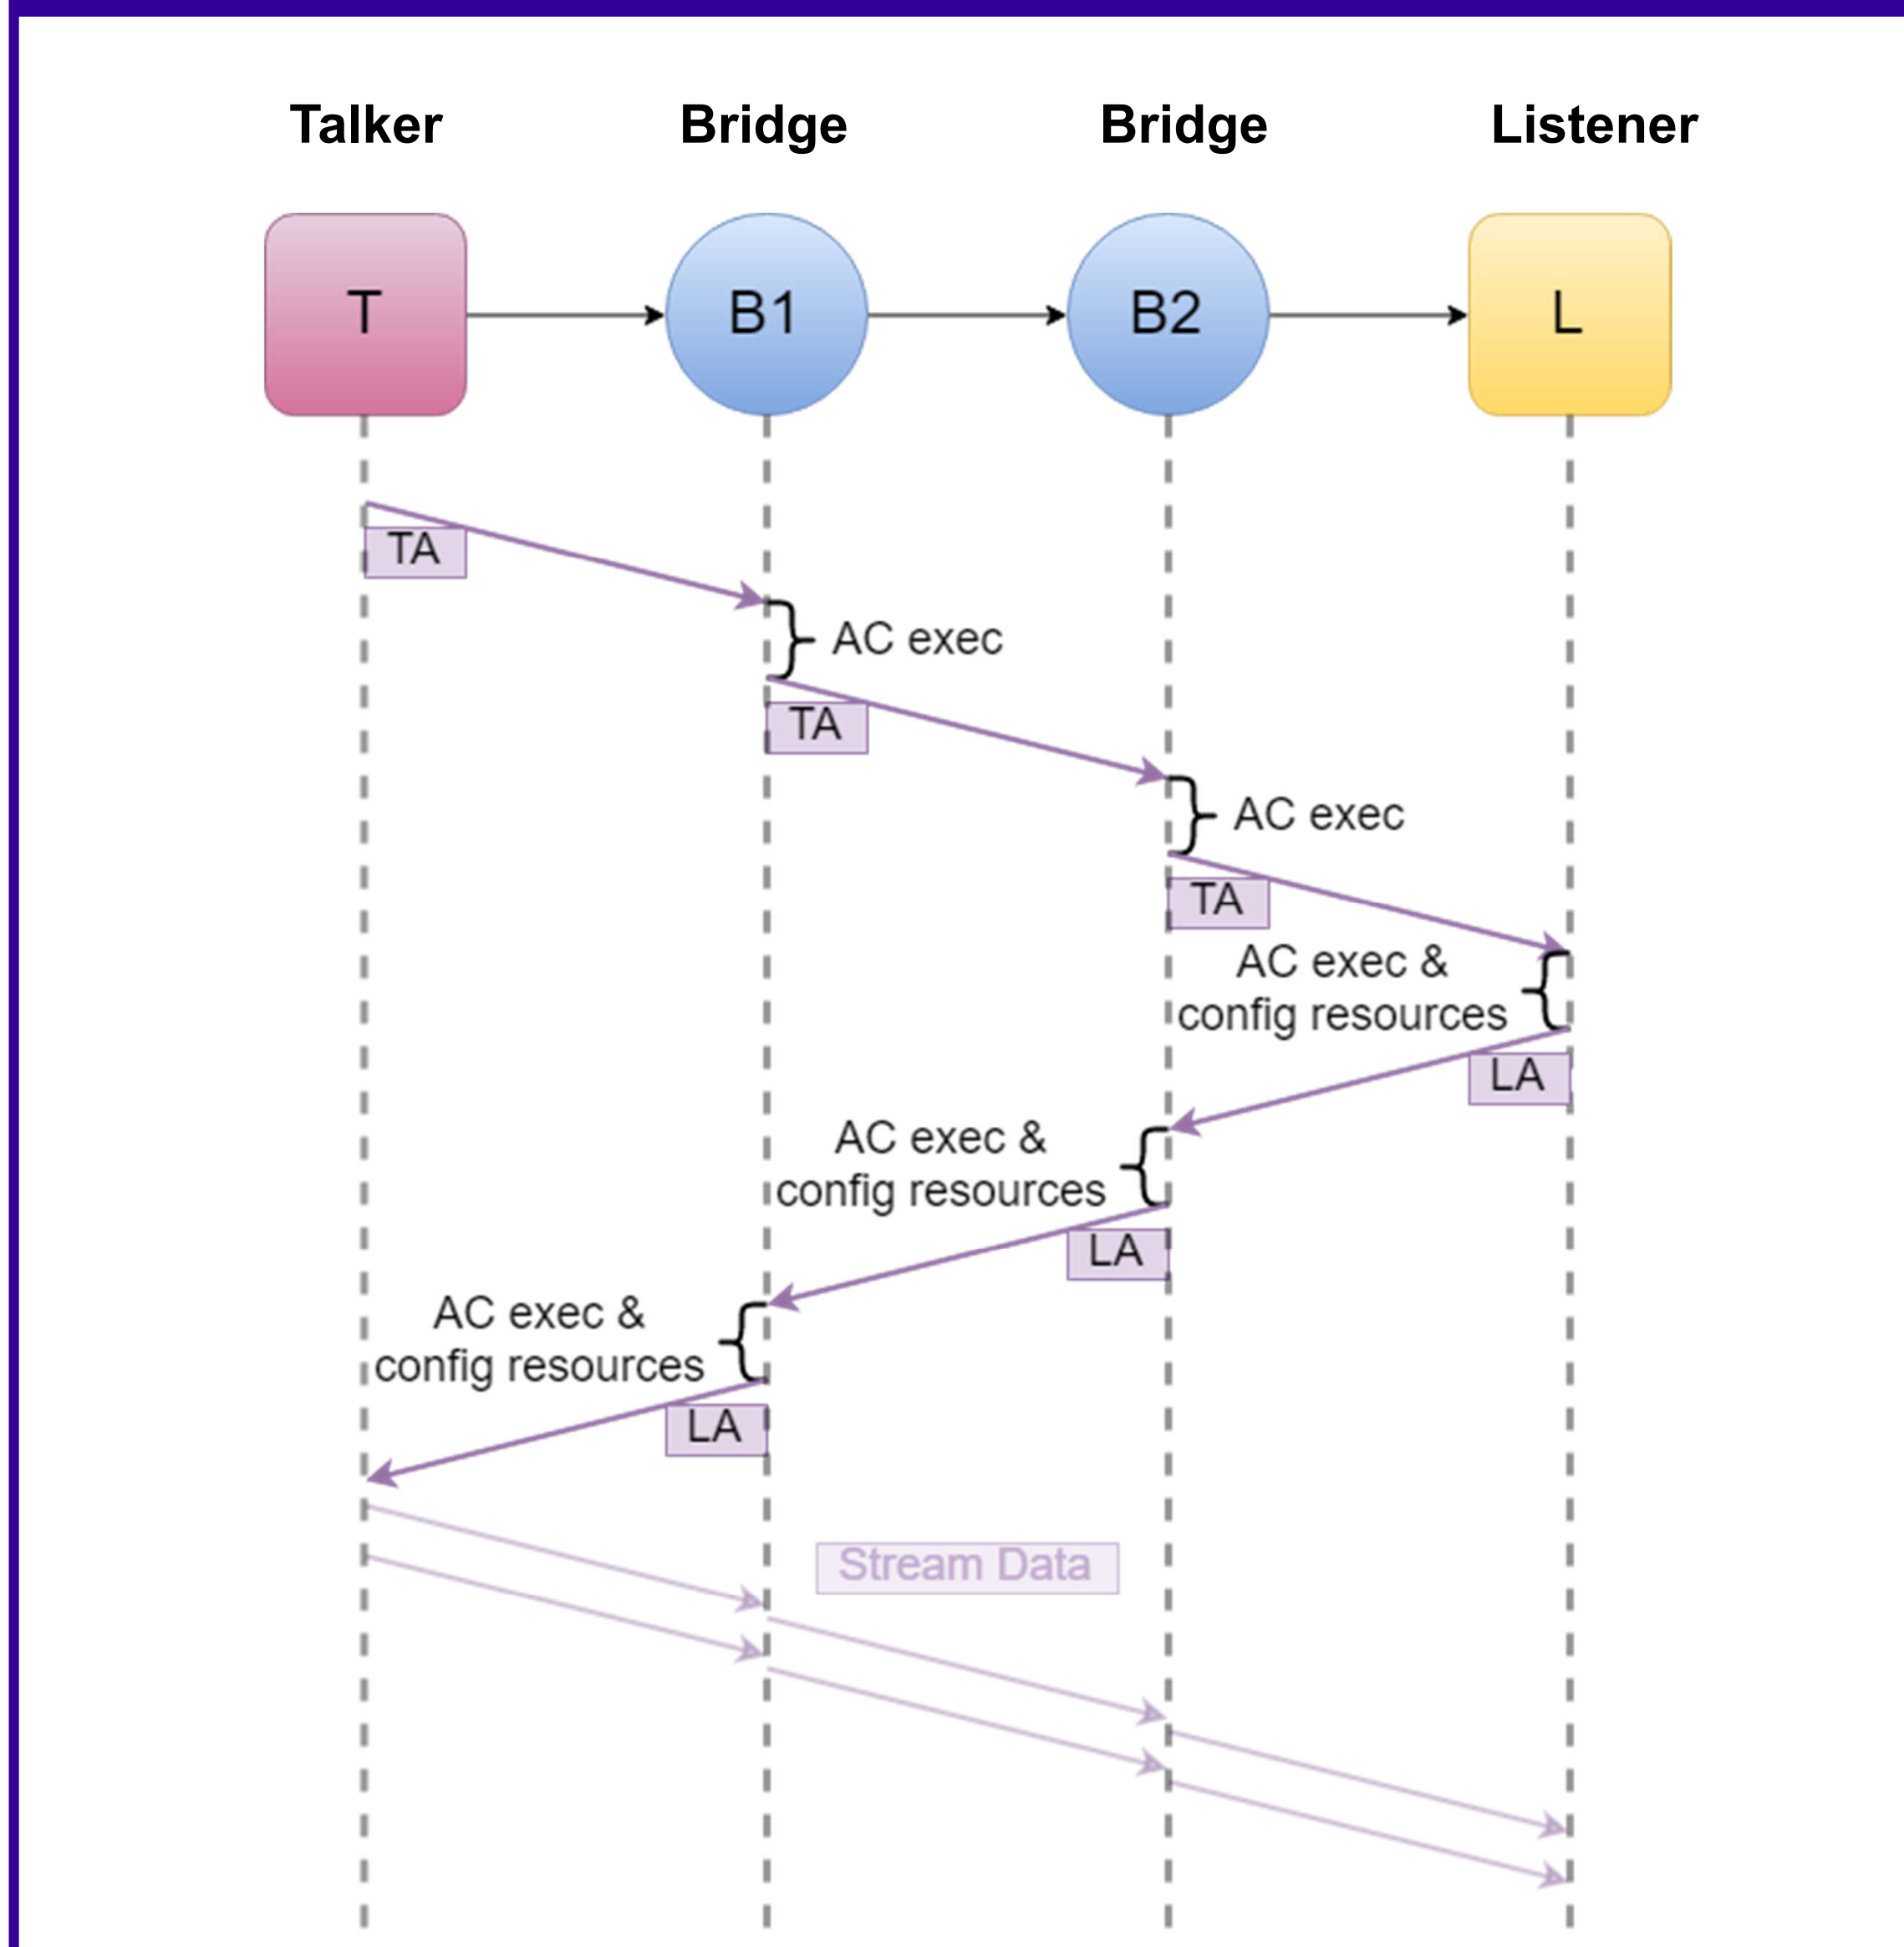 Talker Bridge Bridge Listener
T B1 B2 L
TA
AC exec
TA
AC exec
TA
AC exec &
config resources
LA
AC exec &
config resources
LA
AC exec &
config resources
LA
Stream Data